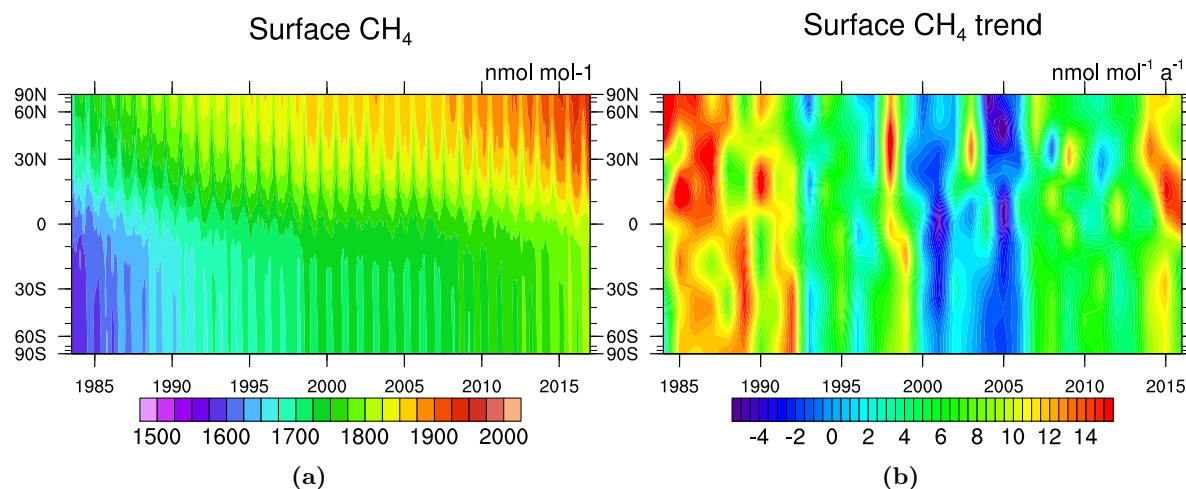 Surface CH4
nmol mol-1
90N
60N
30N
0
30S
60S
90S
1985 1990 1995 2000 2005 2010 2015
1500 1600 1700 1800 1900 2000
(a)
Surface CH4 trend
nmol mol-1 a-1
90N
60N
30N
0
30S
60S
90S
1985 1990 1995 2000 2005 2010 2015
-4 -2 0 2 4 6 8 10 12 14
(b)